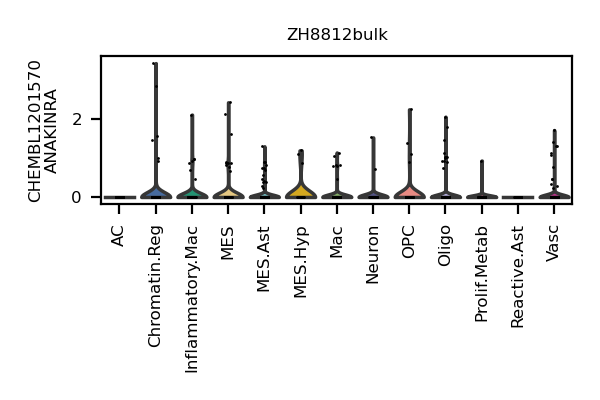 ZH8812bulk
CHEMBL1201570
ANAKINRA
2
0
AC
Chromatin.Reg
Inflammatory.Mac
MES
MES.Ast
MES.Hyp
Mac
Neuron
OPC
Oligo
Prolif.Metab
Reactive.Ast
Vasc